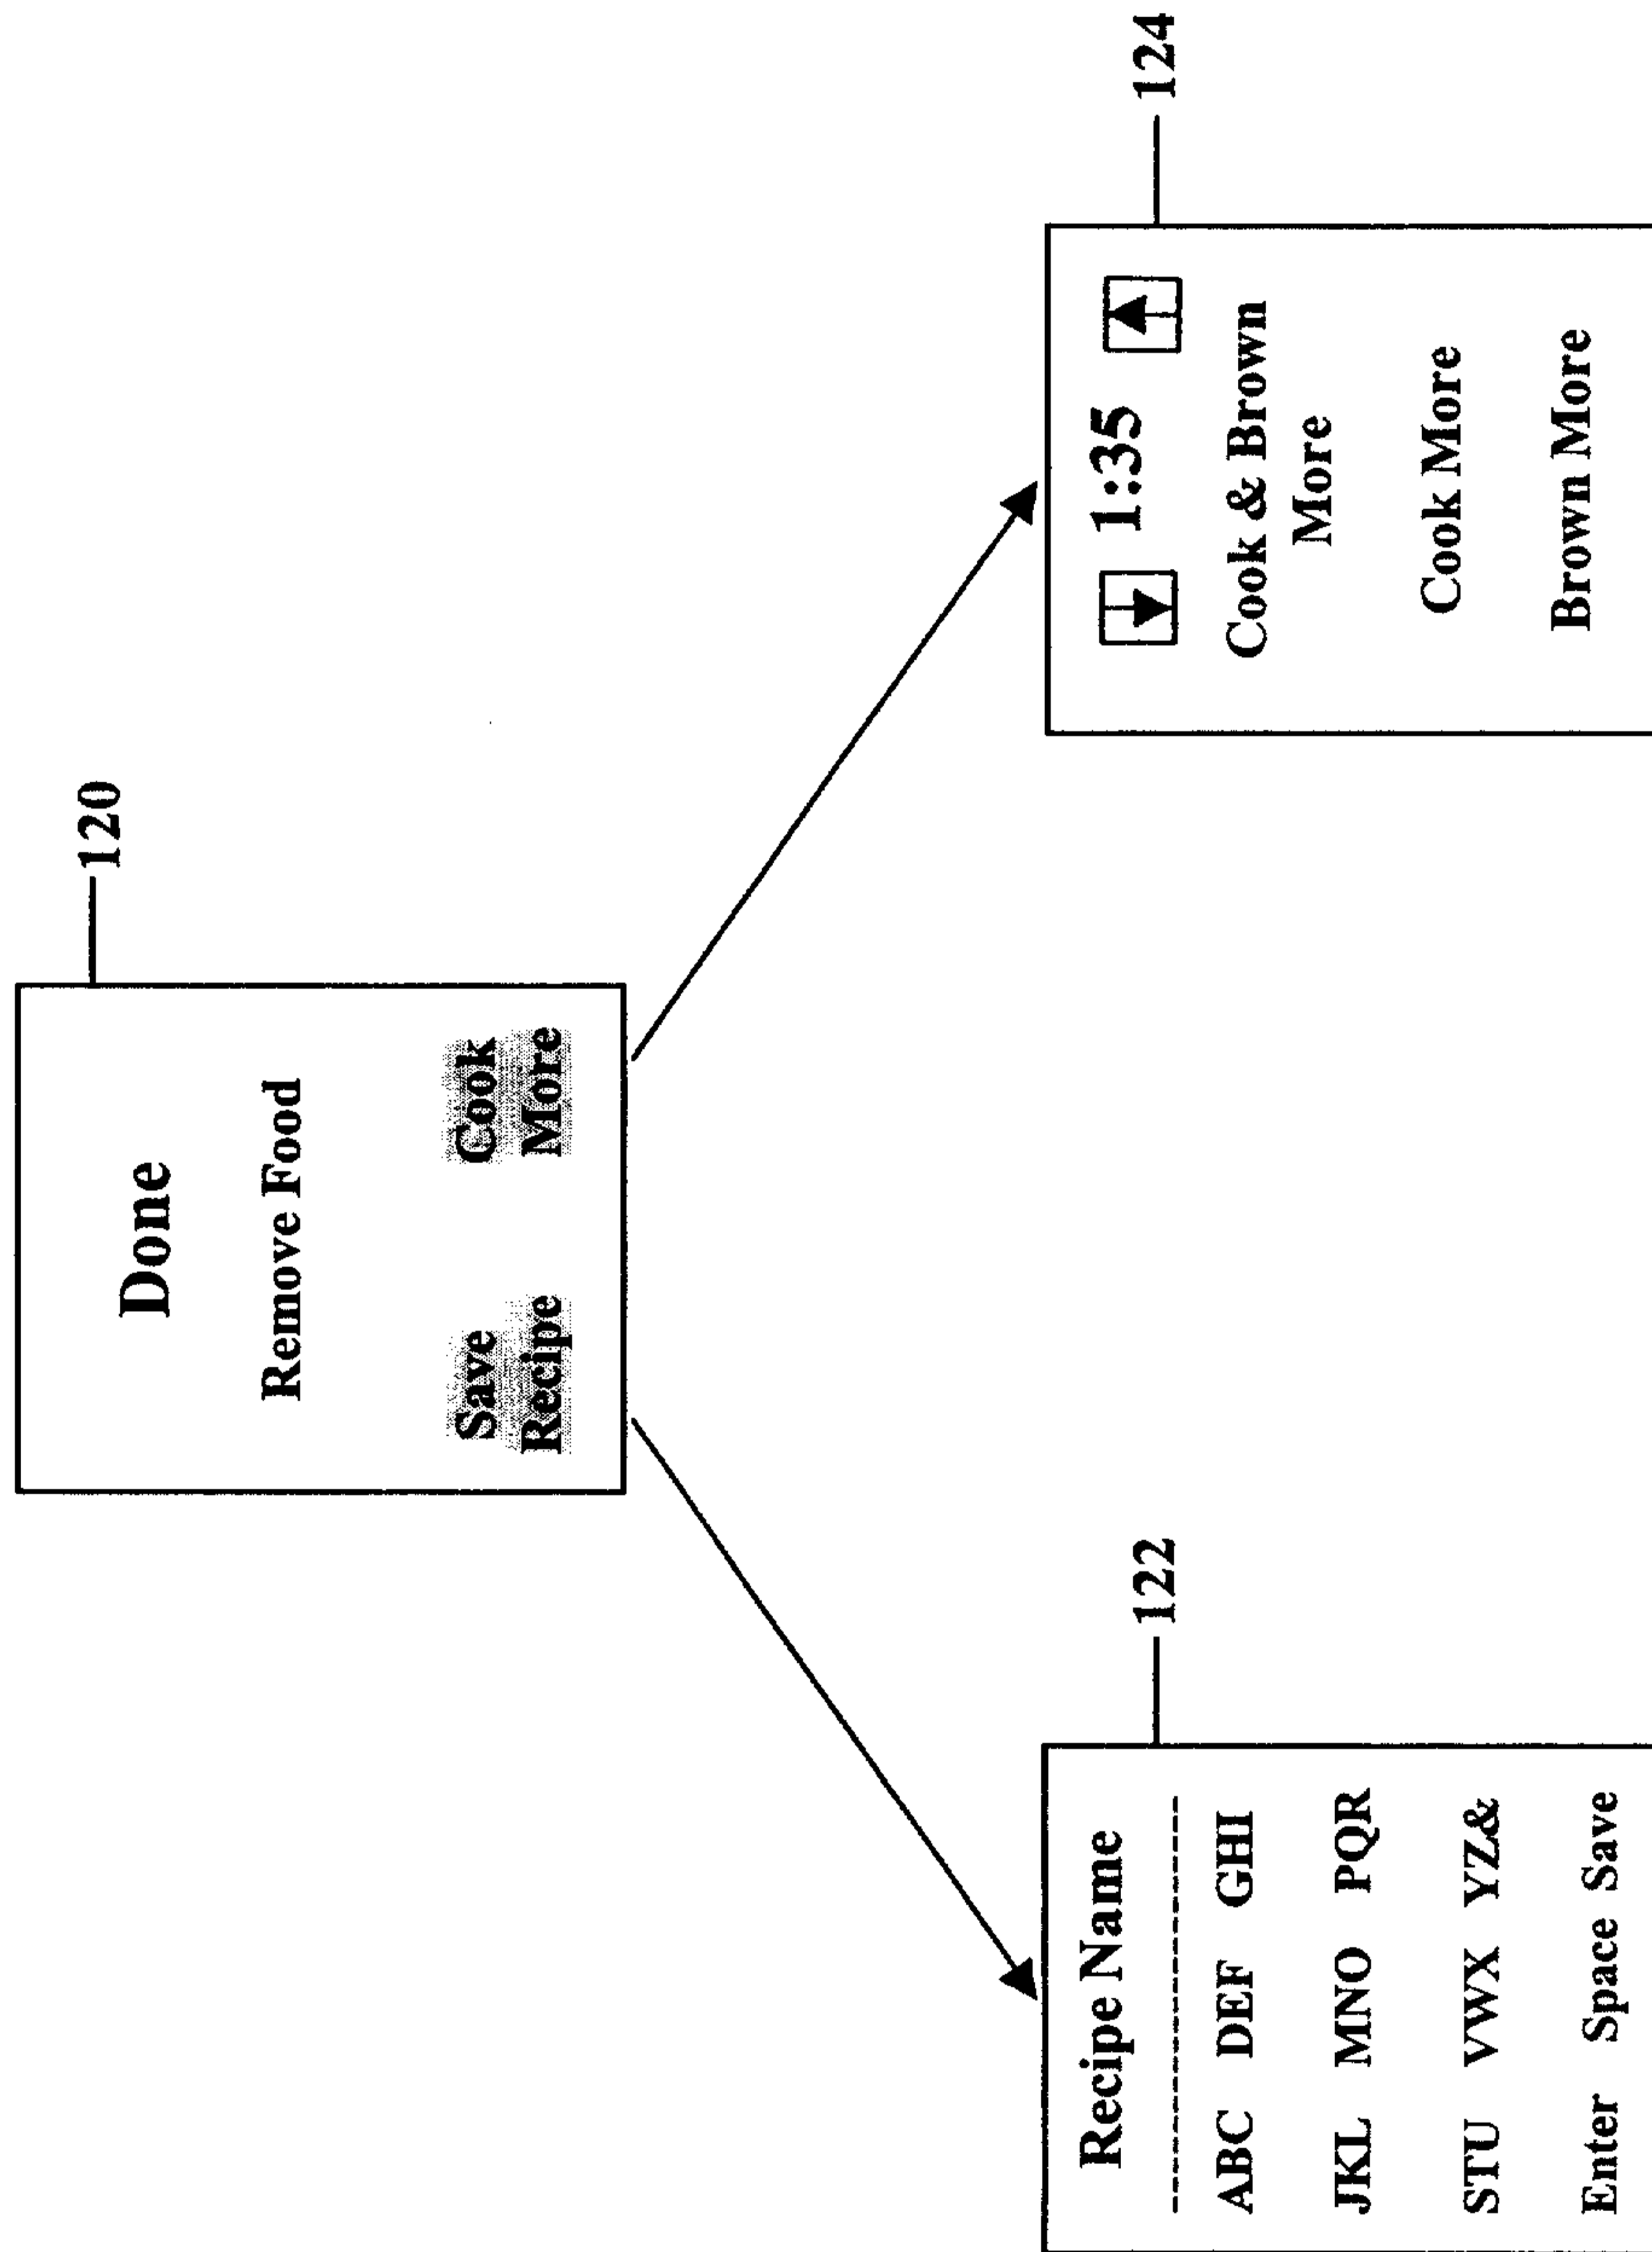 120
Done
Remove Food
Save Cook
Recipe More
122
Recipe Name
ABC DEF GHI
JKL MNO PQR
STU VWX YZ&
Enter Space Save
124
1:35
Cook & Brown
More
Cook More
Brown More